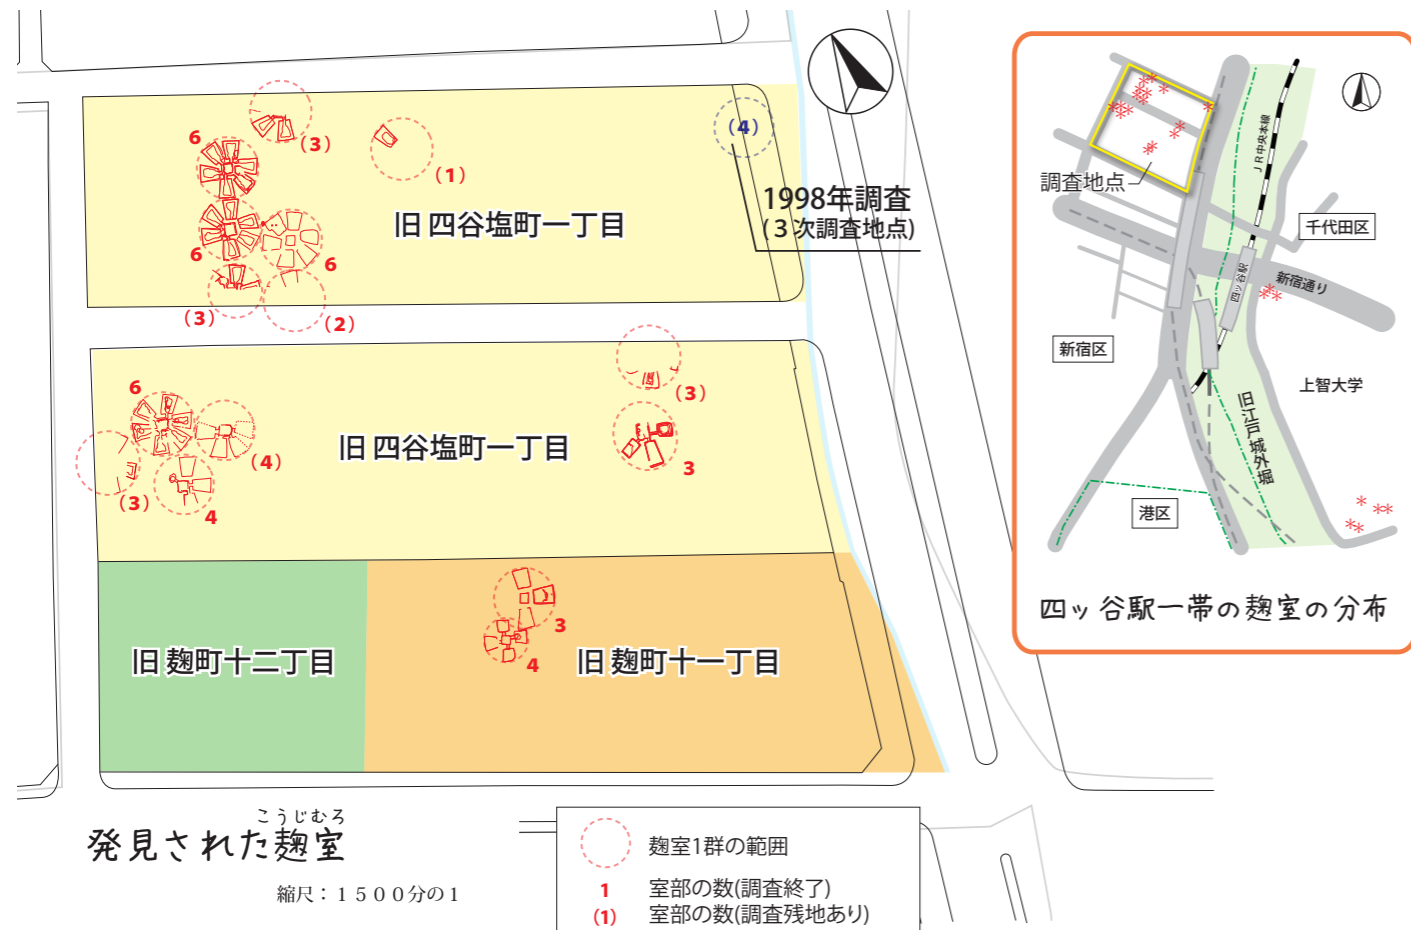 6
(3)
(1)
(4)
1998年調査
(3次調査地点)
旧 四谷塩町一丁目
6
6
(3)
(2)
6
(3)
旧 四谷塩町一丁目
(4)
(3)
4
3
3
4
旧 麹町十二丁目
旧 麹町十一丁目
こうじむろ
発見された麹室
縮尺：１５００分の１
麹室1群の範囲
1 室部の数(調査終了)
(1) 室部の数(調査残地あり)
JR中央本線
調査地点
千代田区
四ッ谷駅
新宿通り
新宿区
上智大学
旧江戸城外堀
港区
四ッ谷駅一帯の麹室の分布